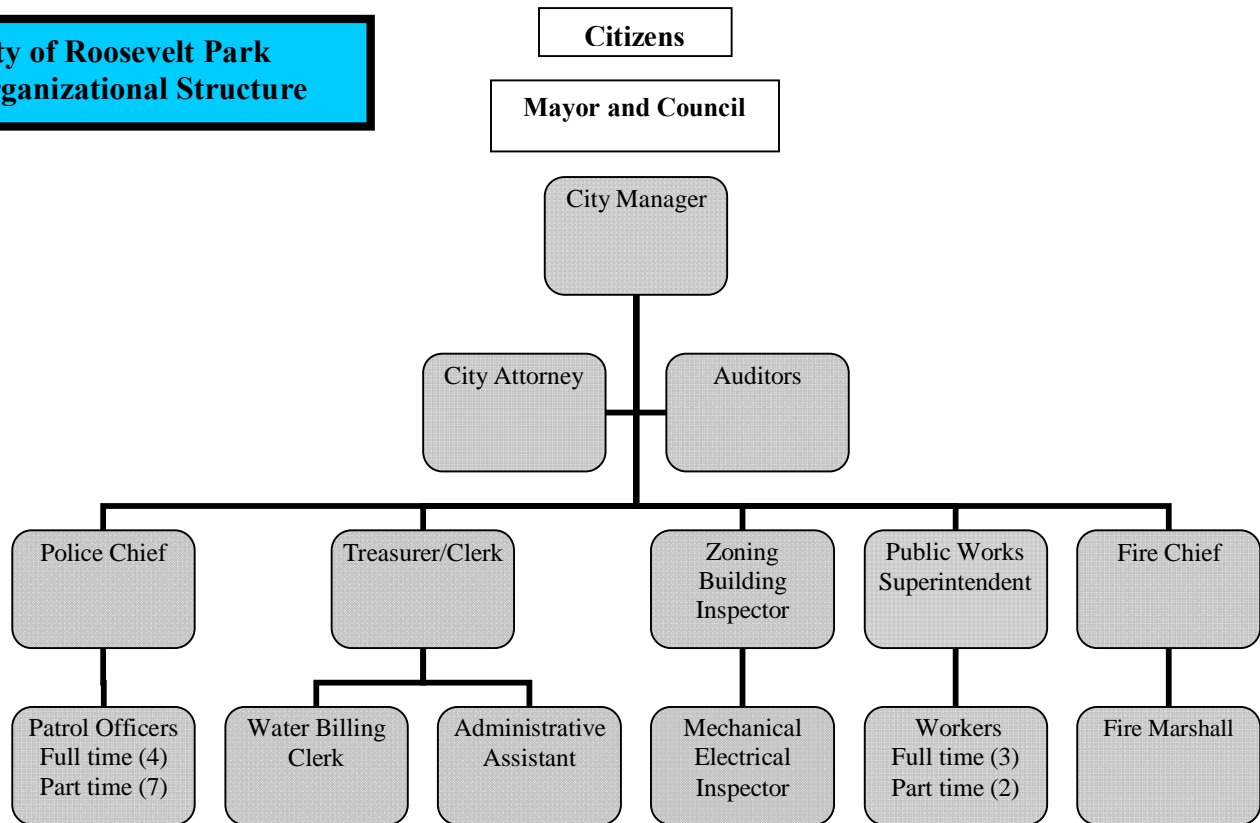 ty of Roosevelt Park
rganizational Structure
Citizens
Mayor and Council
City Manager
City Attorney
Auditors
Police Chief
Treasurer/Clerk
Zoning
Building
Inspector
Public Works
Superintendent
Fire Chief
Patrol Officers
Full time (4)
Part time (7)
Water Billing
Clerk
Administrative
Assistant
Mechanical
Electrical
Inspector
Workers
Full time (3)
Part time (2)
Fire Marshall